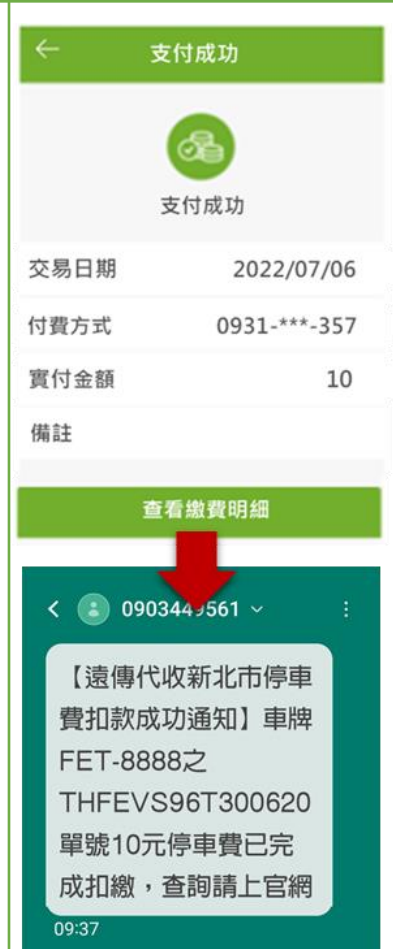 支付成功
支付成功
交易日期 2022/07/06
付費方式 0931-***-357
實付金額 10
備註
查看繳費明細
0903449561
【遠傳代收新北市停車
費扣款成功通知】車牌
FET-8888之
THFEVS96T300620
單號10元停車費已完
成扣繳，查詢請上官網
09:37